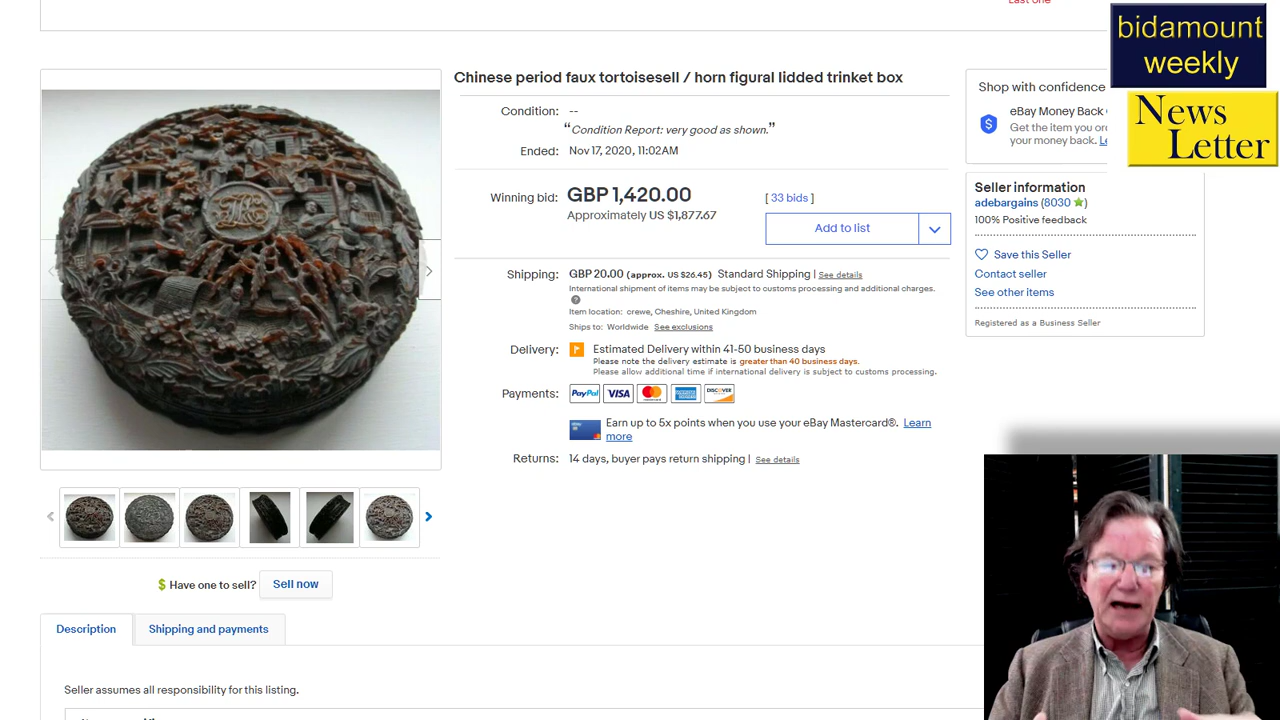 Last one
bidamount
weekly
News
Letter
Chinese period faux tortoisesell / horn figural lidded trinket box
Condition: --
“Condition Report: very good as shown.”
Ended: Nov 17, 2020, 11:02AM
Winning bid: GBP 1,420.00 [ 33 bids ]
Approximately US $1,877.67
Add to list
Shipping: GBP 20.00 (approx. US $26.45) Standard Shipping | See details
International shipment of items may be subject to customs processing and additional charges.
?
Item location: crewe, Cheshire, United Kingdom
Ships to: Worldwide See exclusions
Delivery: Estimated Delivery within 41-50 business days
Please note the delivery estimate is greater than 40 business days.
Please allow additional time if international delivery is subject to customs processing.
Payments: PayPal VISA
Earn up to 5x points when you use your eBay Mastercard®. Learn
more
Returns: 14 days, buyer pays return shipping | See details
Shop with confidence
eBay Money Back
Get the item you
your money back.
Seller information
adebargains (8030 )
100% Positive feedback
Save this Seller
Contact seller
See other items
Registered as a Business Seller
$ Have one to sell? Sell now
Description Shipping and payments
Seller assumes all responsibility for this listing.